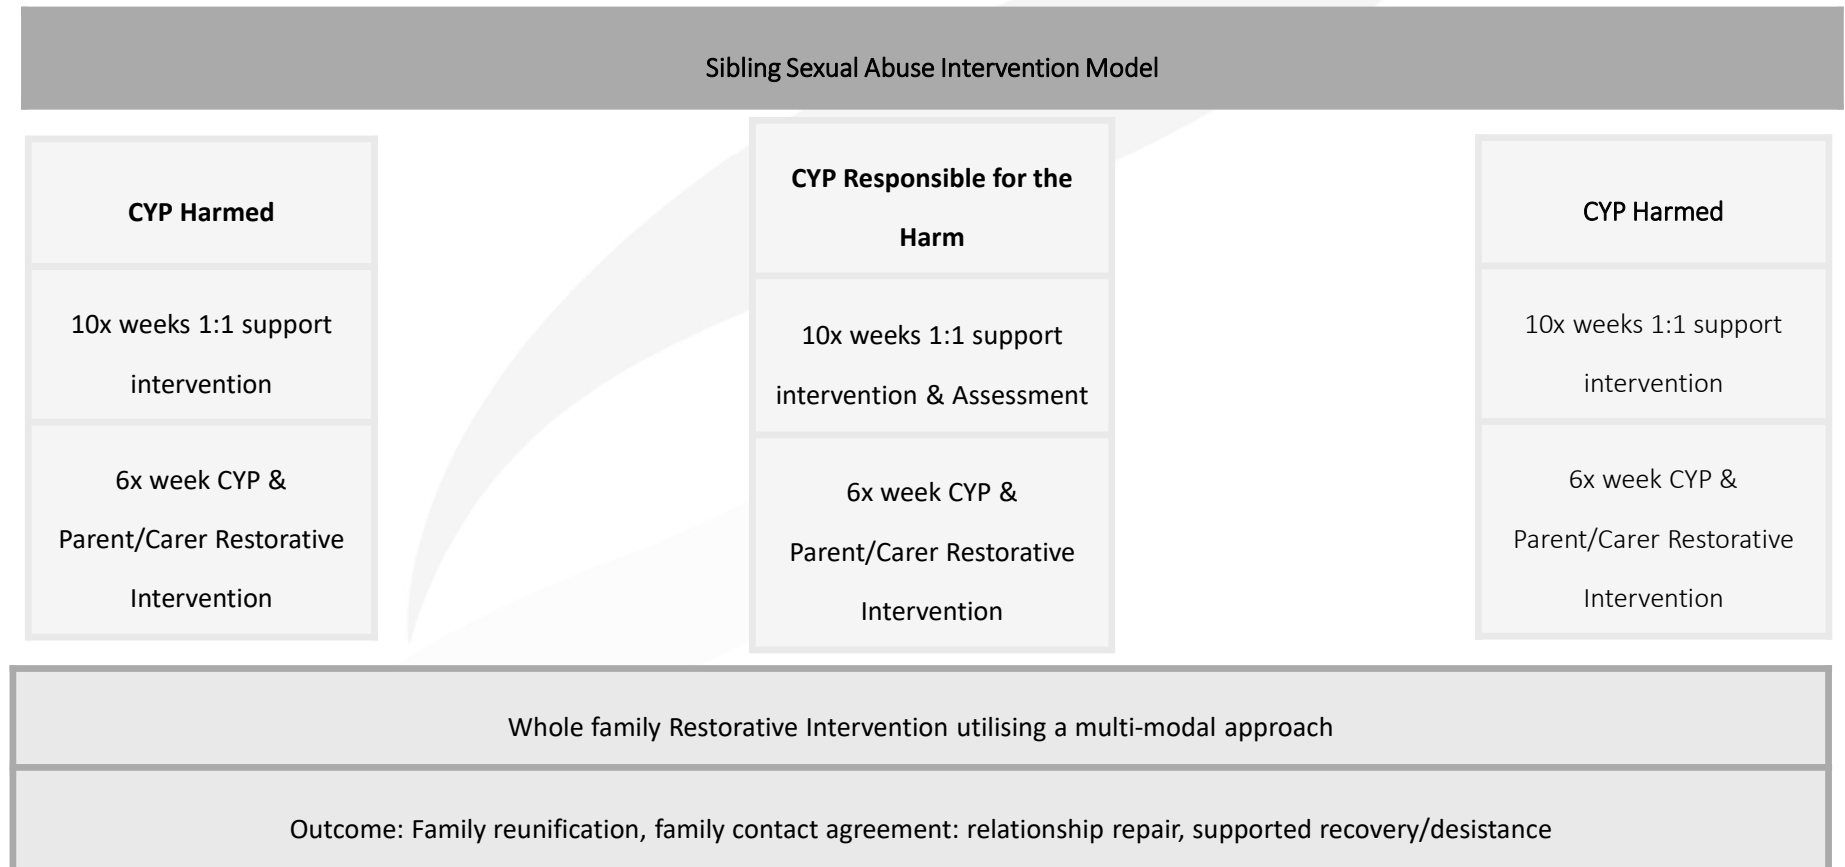 Sibling Sexual Abuse Intervention Model
CYP Harmed
10x weeks 1:1 support
intervention
6x week CYP &
Parent/Carer Restorative
Intervention
CYP Responsible for the
Harm
10x weeks 1:1 support
intervention & Assessment
6x week CYP &
Parent/Carer Restorative
Intervention
CYP Harmed
10x weeks 1:1 support
intervention
6x week CYP &
Parent/Carer Restorative
Intervention
Whole family Restorative Intervention utilising a multi-modal approach
Outcome: Family reunification, family contact agreement: relationship repair, supported recovery/desistance